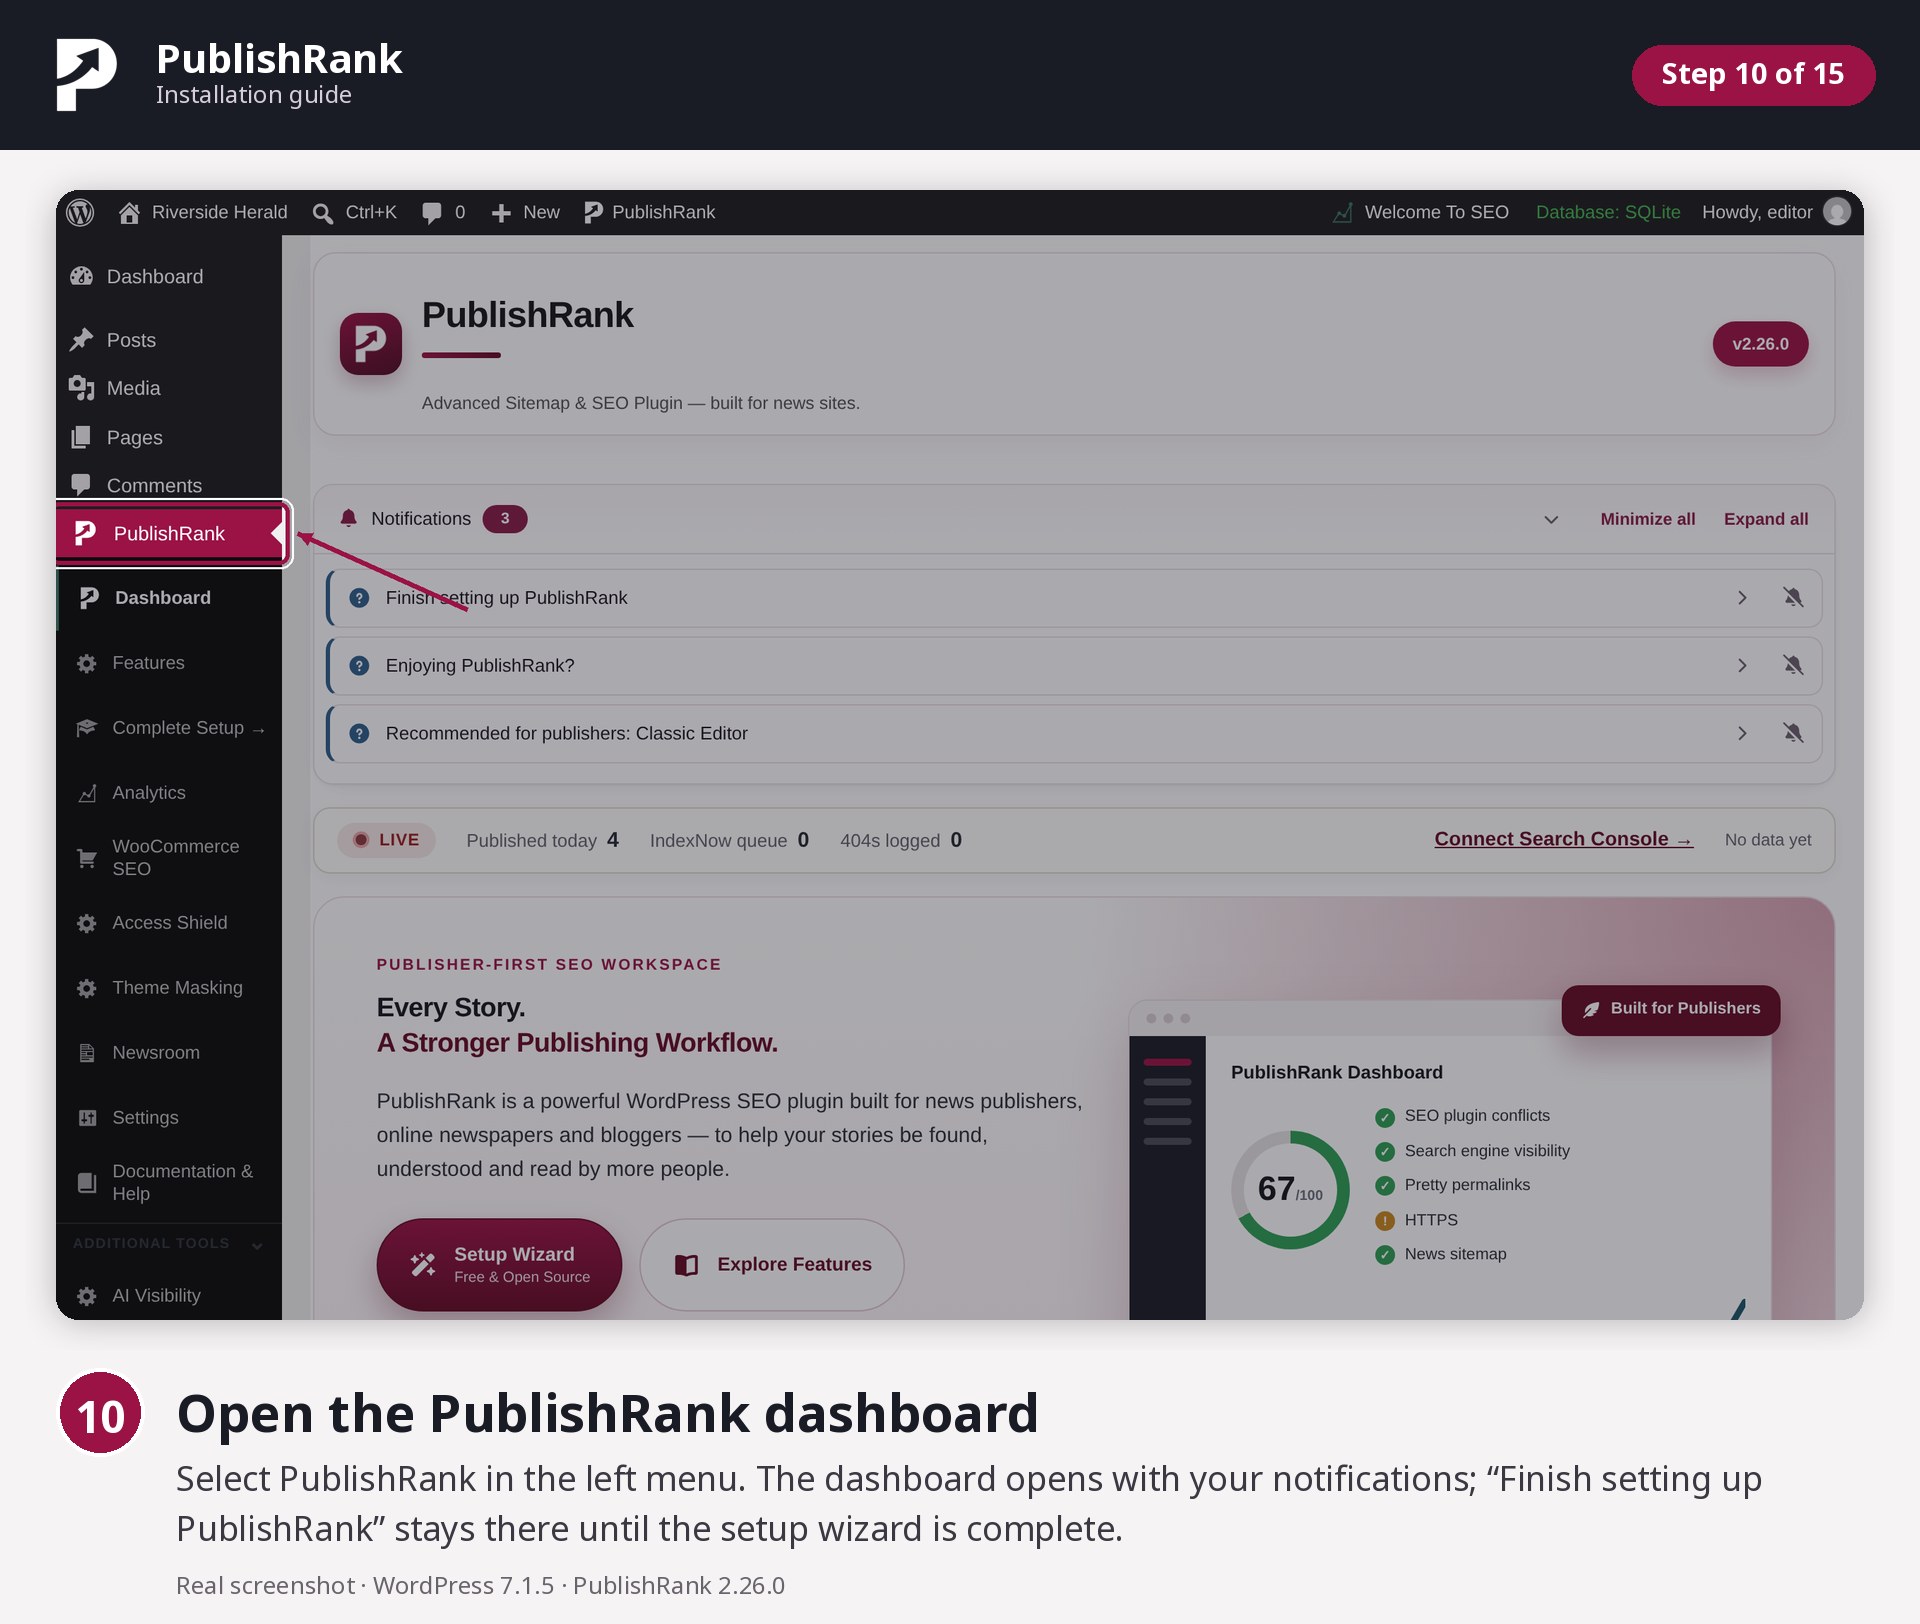 PublishRank
Installation guide
Step 10 of 15
Riverside Herald
Ctrl+K
0
New
PublishRank
Welcome To SEO
Database: SQLite
Howdy, editor
Dashboard
Posts
Media
Pages
Comments
PublishRank
Dashboard
Features
Complete Setup →
Analytics
WooCommerce
SEO
Access Shield
Theme Masking
Newsroom
Settings
Documentation &
Help
ADDITIONAL TOOLS
AI Visibility
PublishRank
v2.26.0
Advanced Sitemap & SEO Plugin — built for news sites.
Notifications 3
Minimize all
Expand all
Finish setting up PublishRank
Enjoying PublishRank?
Recommended for publishers: Classic Editor
LIVE
Published today 4
IndexNow queue 0
404s logged 0
Connect Search Console →
No data yet
PUBLISHER-FIRST SEO WORKSPACE
Every Story.
A Stronger Publishing Workflow.
PublishRank is a powerful WordPress SEO plugin built for news publishers,
online newspapers and bloggers — to help your stories be found,
understood and read by more people.
Setup Wizard
Free & Open Source
Explore Features
Built for Publishers
PublishRank Dashboard
67/100
SEO plugin conflicts
Search engine visibility
Pretty permalinks
HTTPS
News sitemap
10
Open the PublishRank dashboard
Select PublishRank in the left menu. The dashboard opens with your notifications; “Finish setting up
PublishRank” stays there until the setup wizard is complete.
Real screenshot · WordPress 7.1.5 · PublishRank 2.26.0